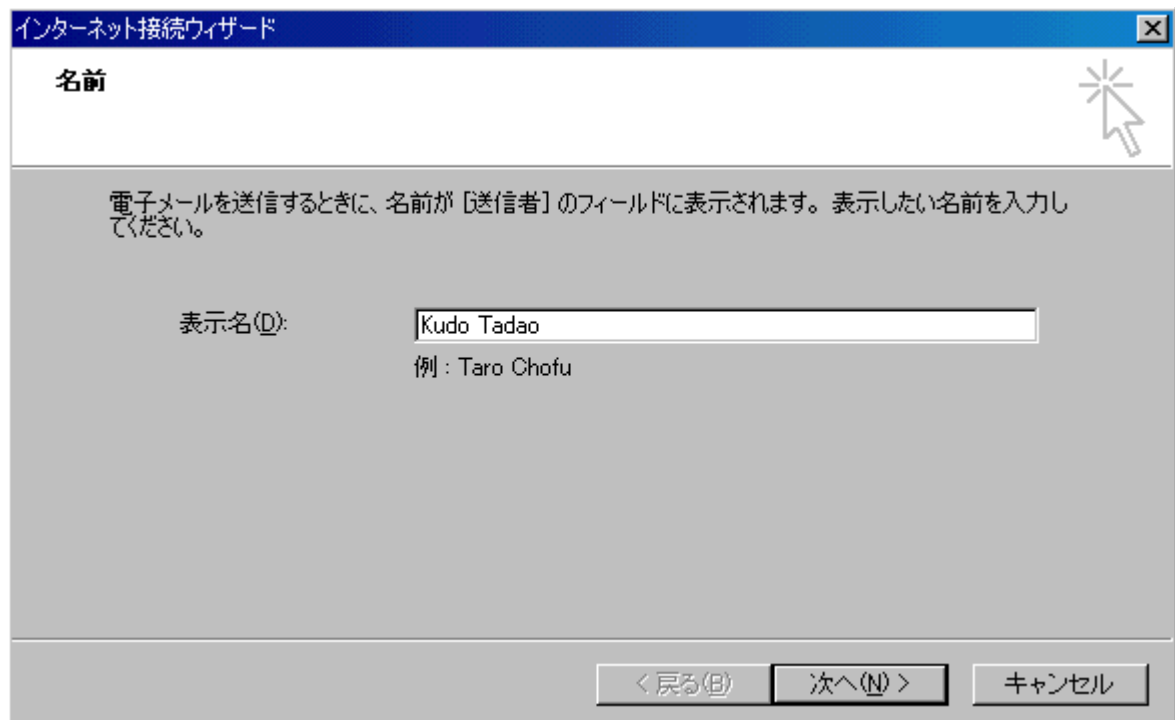 インターネット接続ウィザード
名前
電子メールを送信するときに、名前が [送信者] のフィールドに表示されます。表示したい名前を入力し
てください。
表示名(D): Kudo Tadao
例 : Taro Chofu
< 戻る(B) 次へ(N) > キャンセル